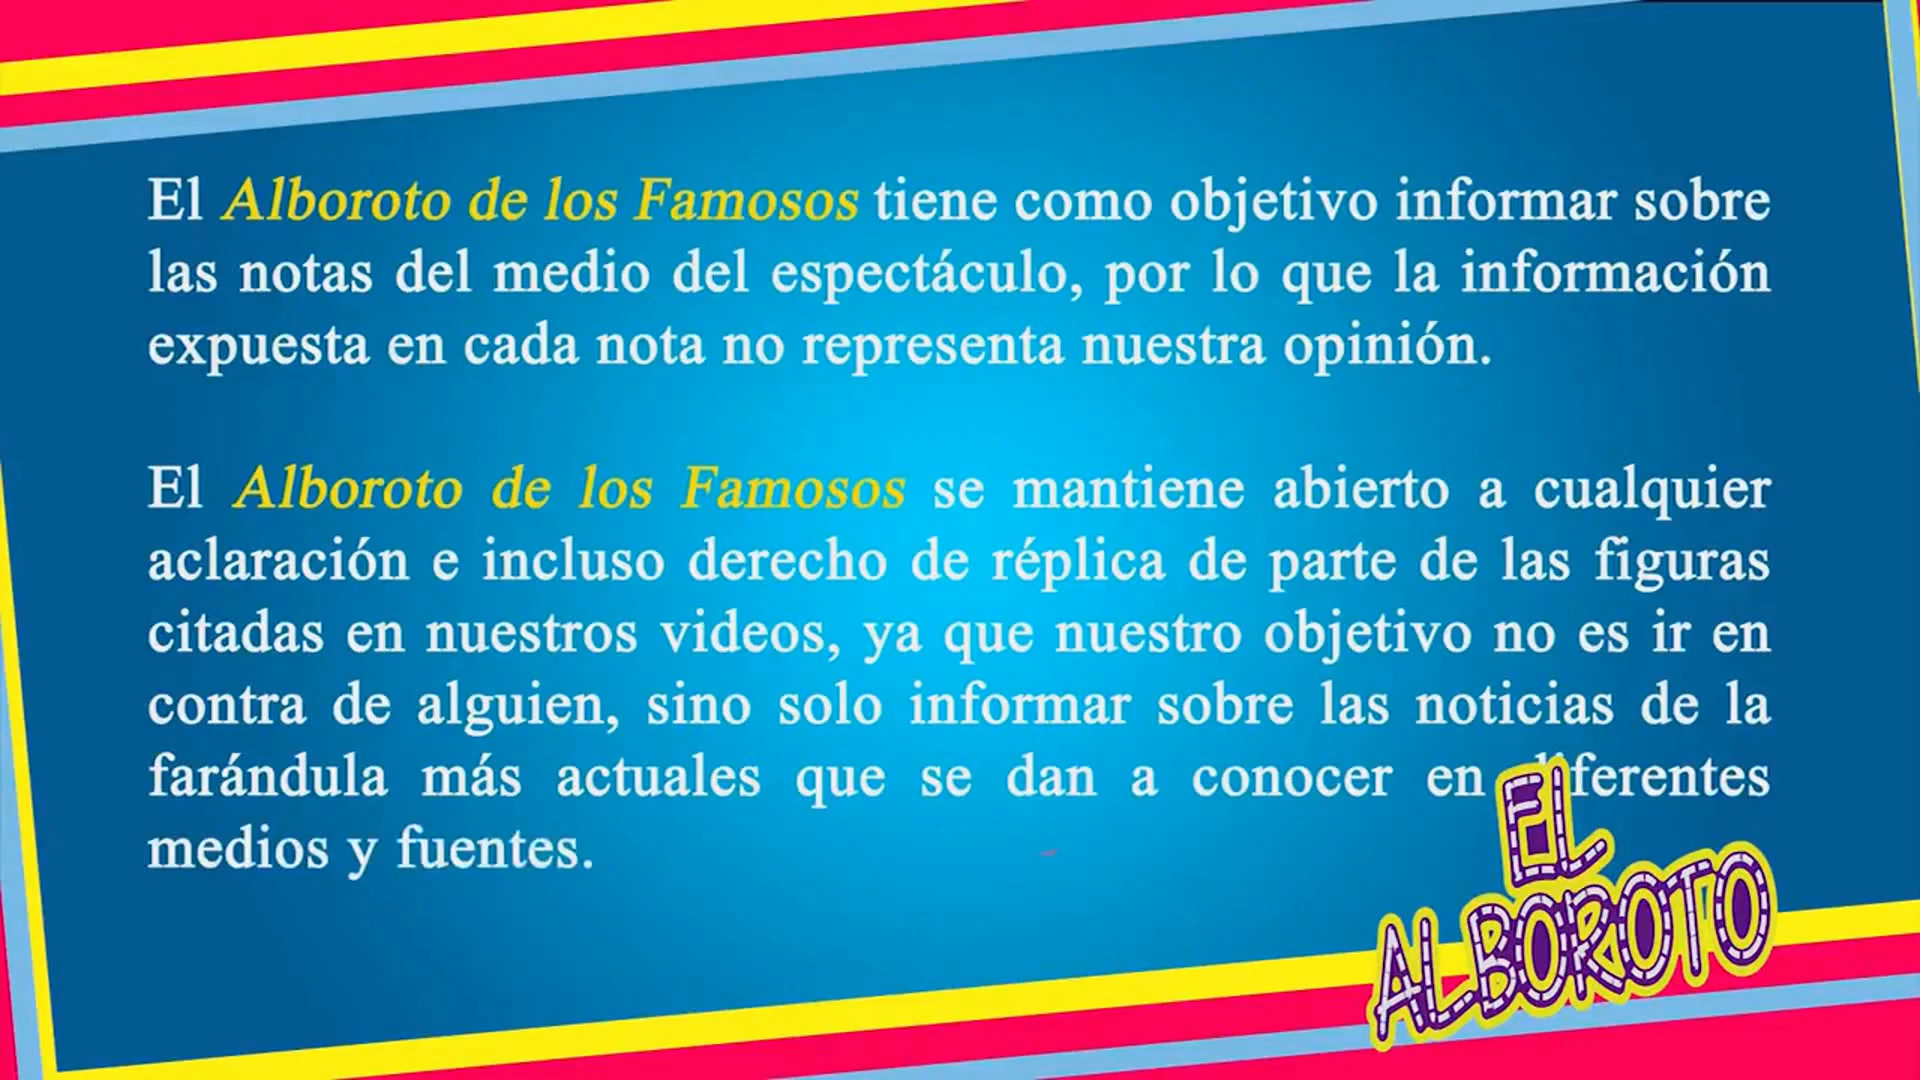 El Alboroto de los Famosos tiene como objetivo informar sobre
las notas del medio del espectáculo, por lo que la información
expuesta en cada nota no representa nuestra opinión.
El Alboroto de los Famosos se mantiene abierto a cualquier
aclaración e incluso derecho de réplica de parte de las figuras
citadas en nuestros videos, ya que nuestro objetivo no es ir en
contra de alguien, sino solo informar sobre las noticias de la
farándula más actuales que se dan a conocer en diferentes
medios y fuentes.
EL
ALBOROTO